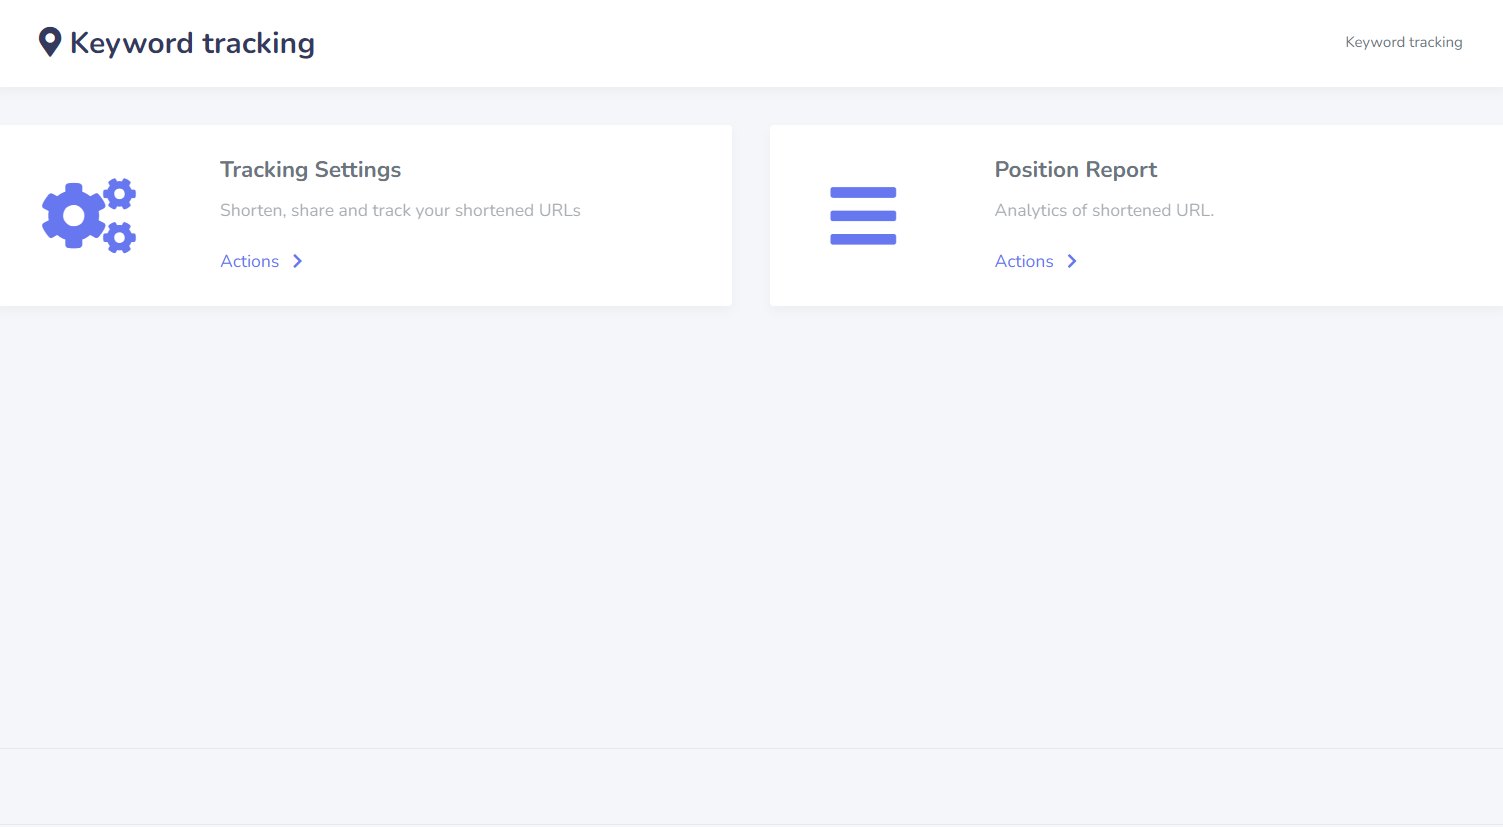 Keyword tracking
Keyword tracking
Tracking Settings
Shorten, share and track your shortened URLs
Actions
Position Report
Analytics of shortened URL.
Actions